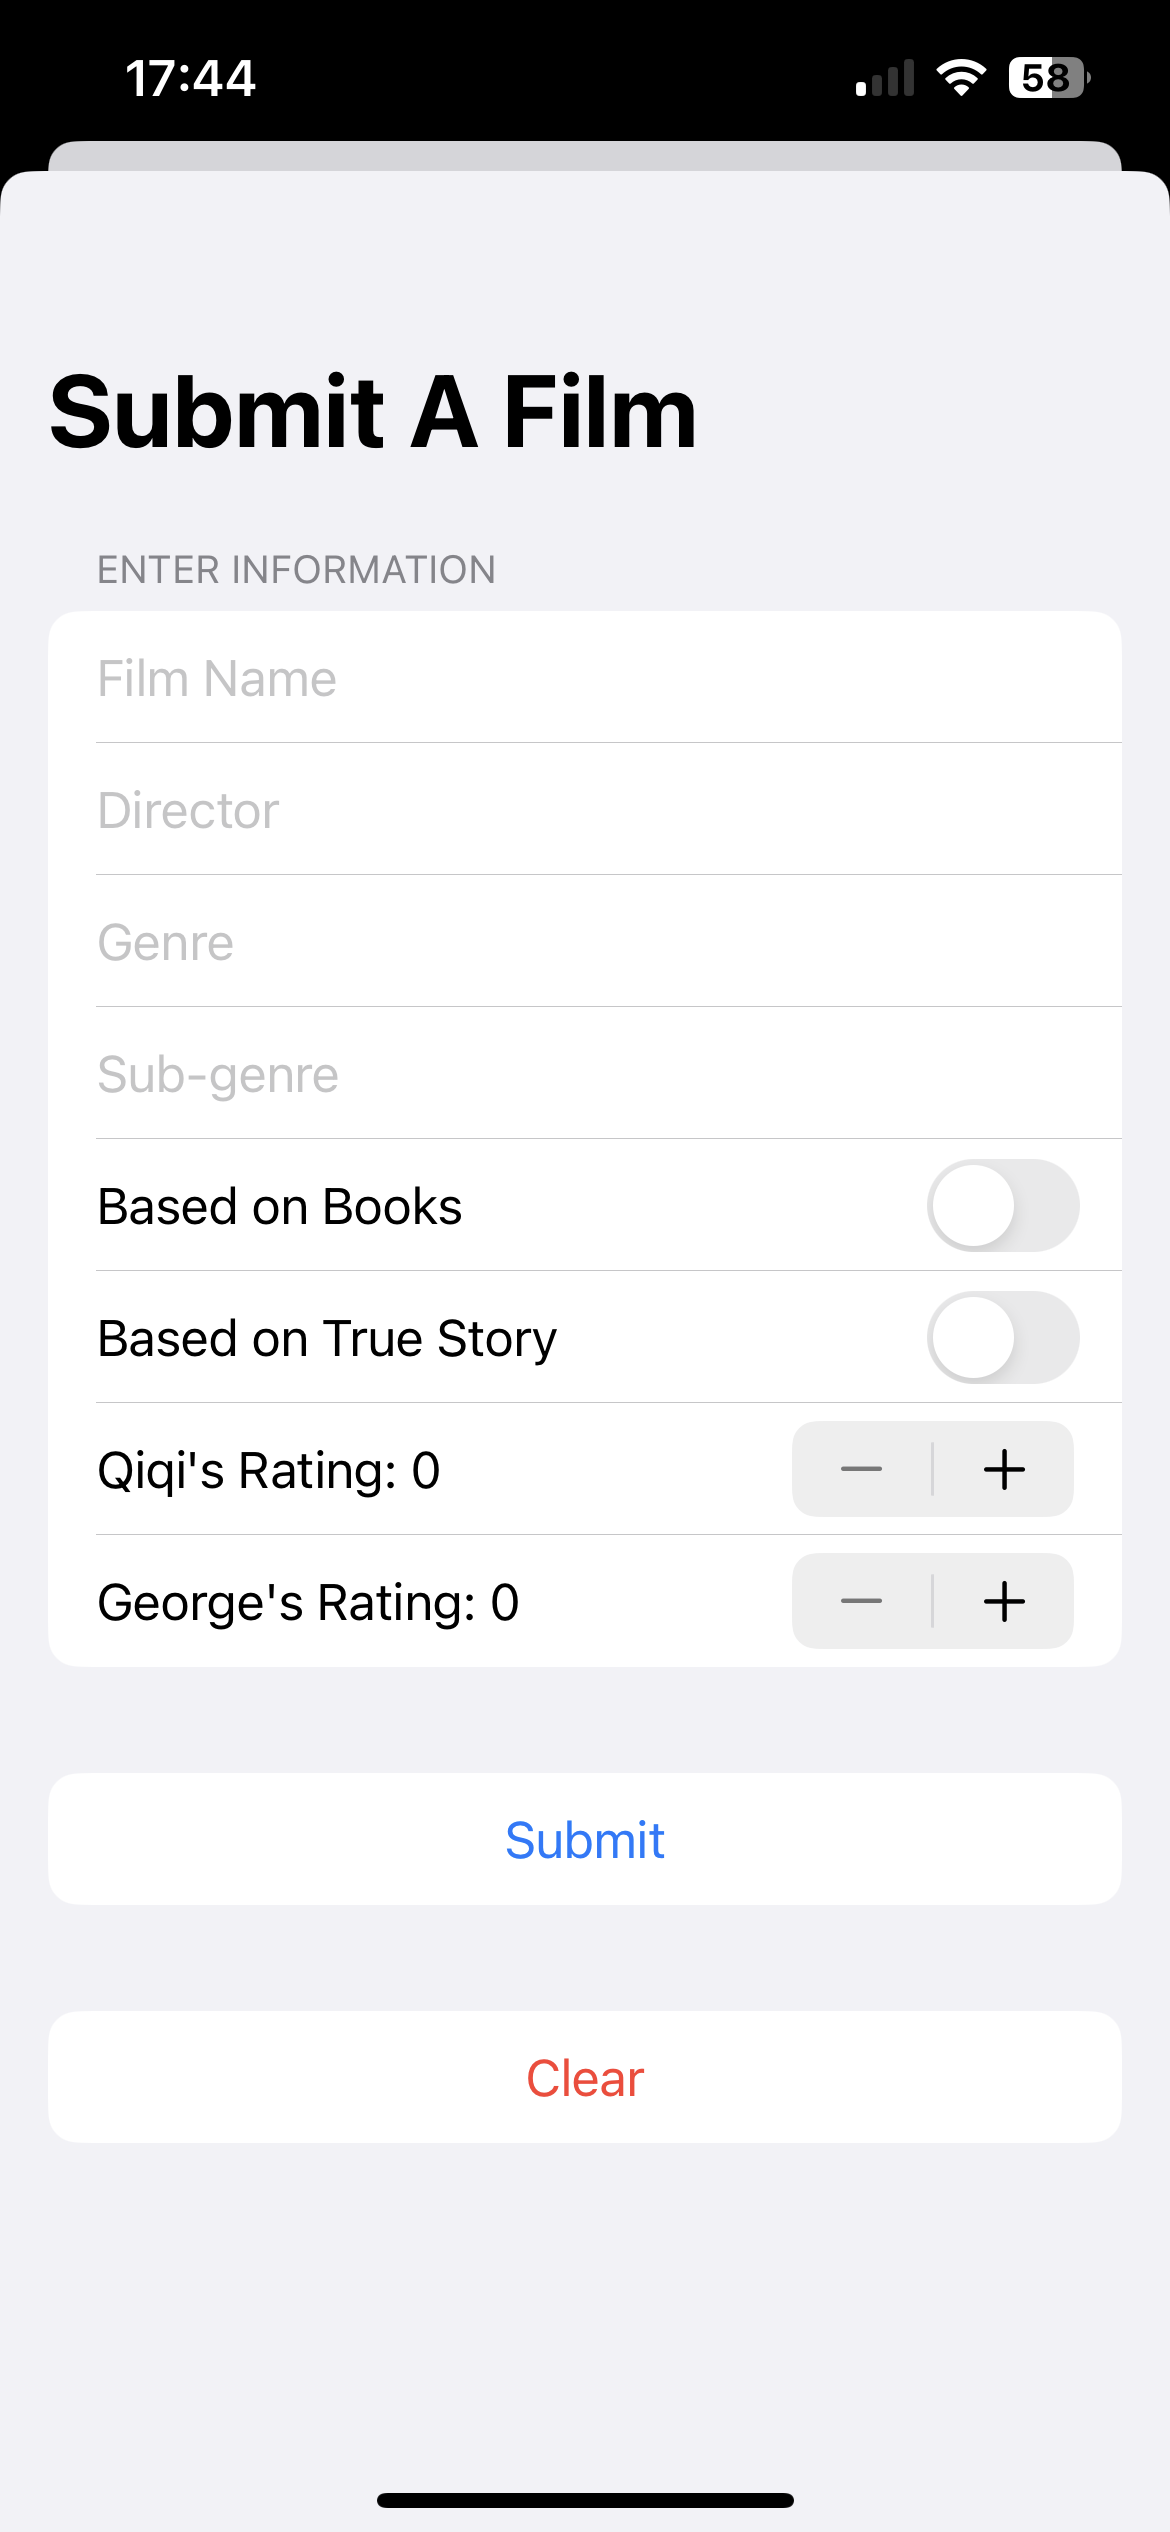 17:44
58
Submit A Film
ENTER INFORMATION
Film Name
Director
Genre
Sub-genre
Based on Books
Based on True Story
Qiqi's Rating: 0
George's Rating: 0
Submit
Clear